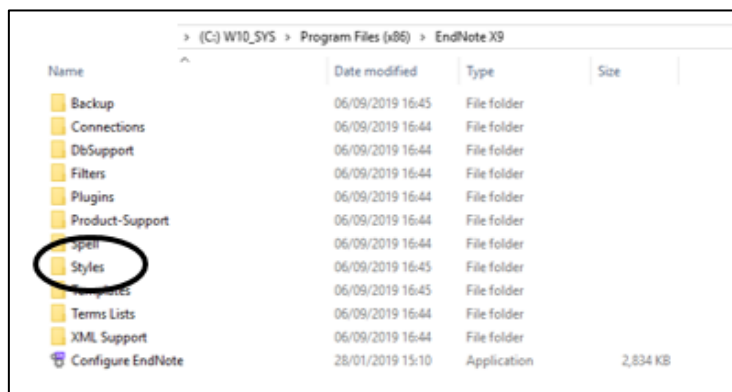 > (C:) W10_SYS > Program Files (x86) > EndNote X9
Name Date modified Type Size
Backup 06/09/2019 16:45 File folder
Connections 06/09/2019 16:44 File folder
DbSupport 06/09/2019 16:44 File folder
Filters 06/09/2019 16:44 File folder
Plugins 06/09/2019 16:44 File folder
Product-Support 06/09/2019 16:44 File folder
Spell 06/09/2019 16:44 File folder
Styles 06/09/2019 16:45 File folder
Templates 06/09/2019 16:45 File folder
Terms Lists 06/09/2019 16:44 File folder
XML Support 06/09/2019 16:44 File folder
Configure EndNote 28/01/2019 15:10 Application 2,834 KB